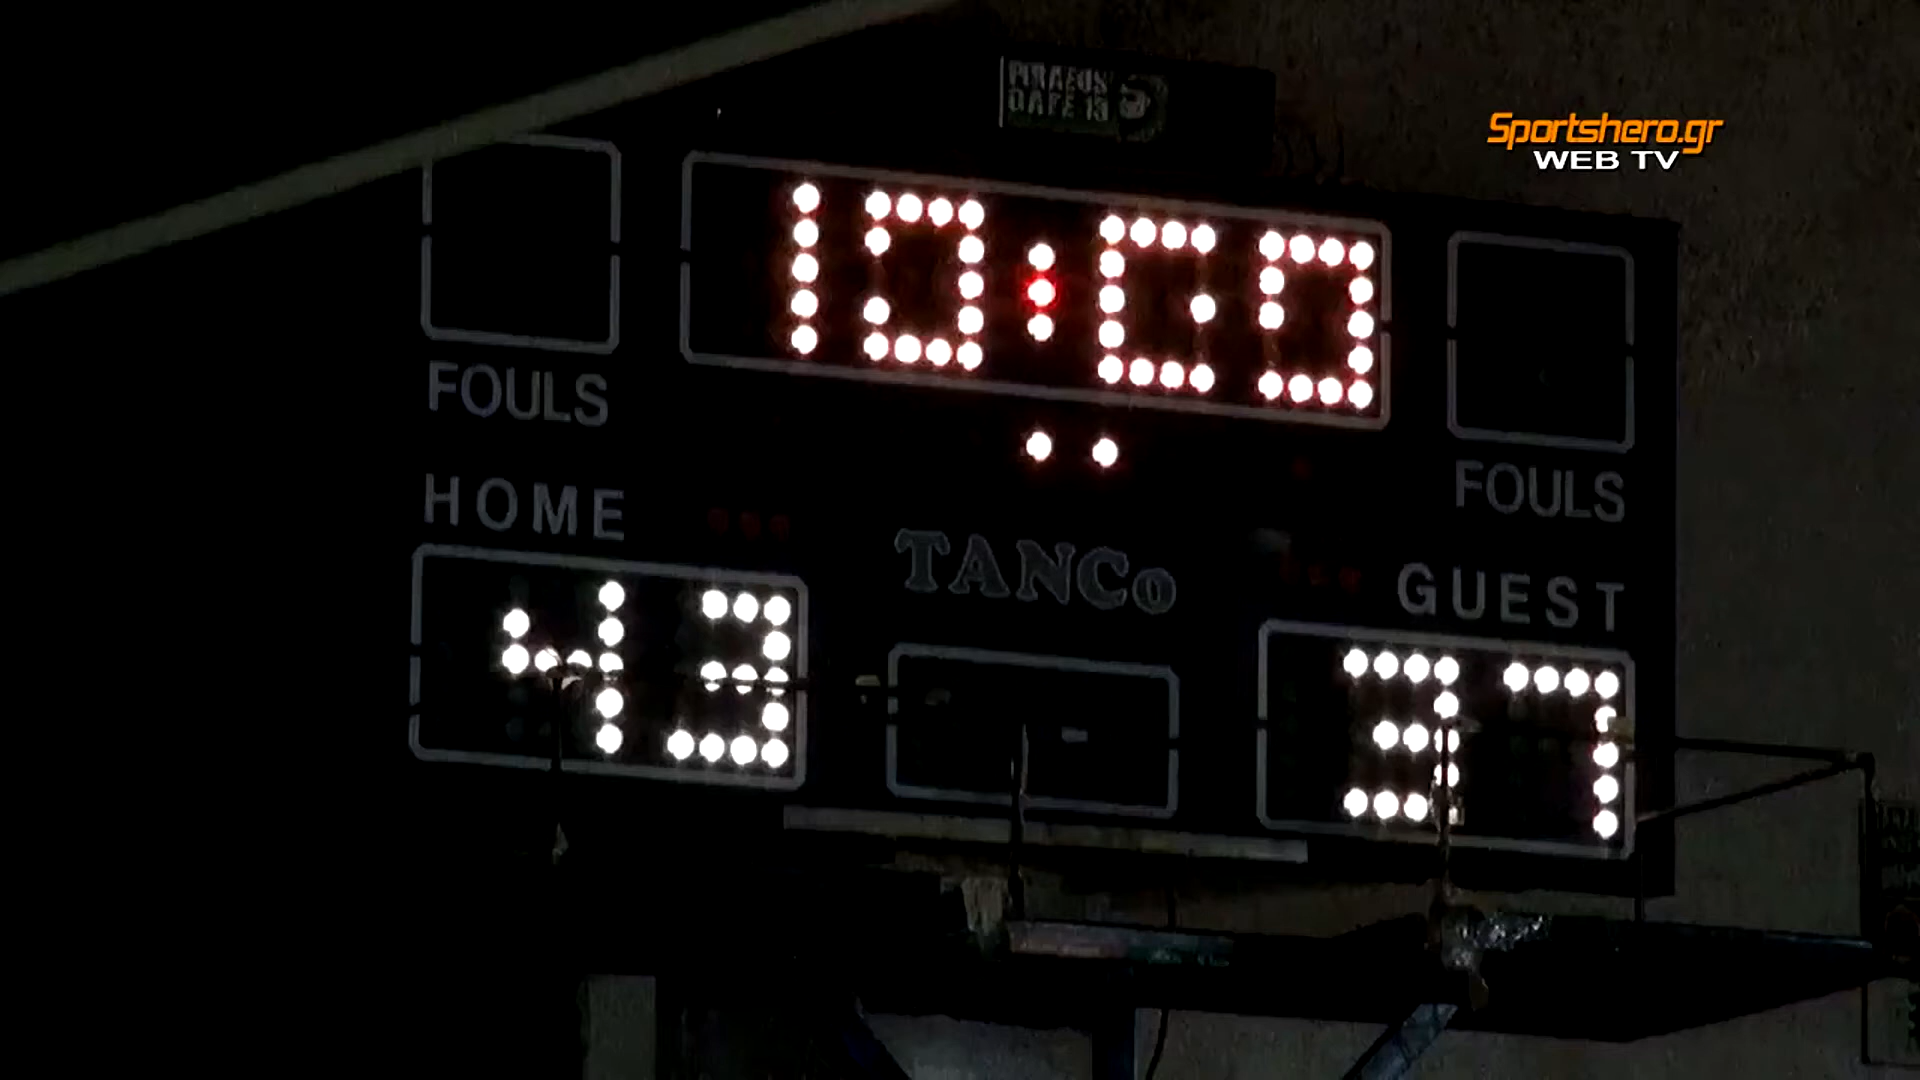 PIRAEUS
GATE 13
Sportshero.gr
WEB TV
10:00
FOULS
FOULS
HOME
TANCo
GUEST
43
37